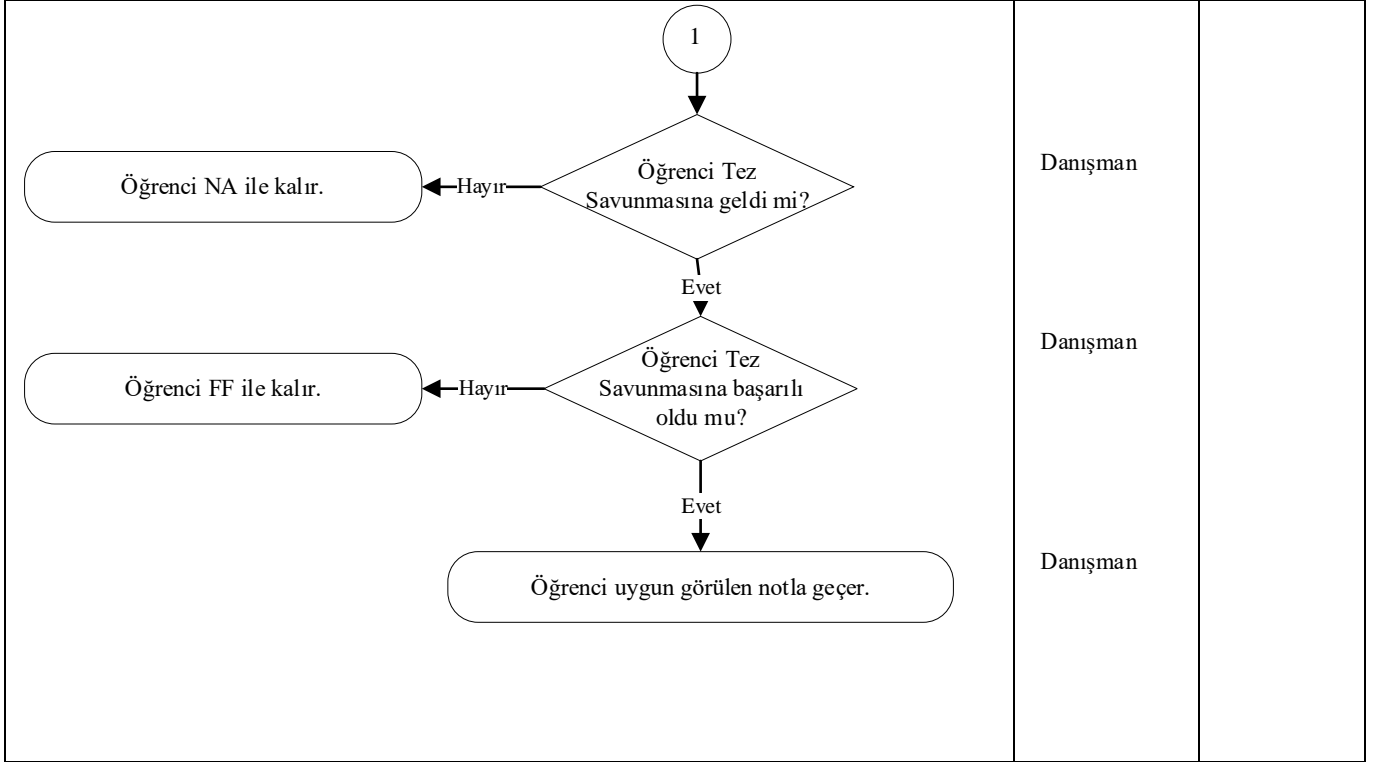 1
Öğrenci Tez
Savunmasına geldi mi?
Danışman
Hayır
Öğrenci NA ile kalır.
Evet
Öğrenci Tez
Savunmasına başarılı
oldu mu?
Danışman
Hayır
Öğrenci FF ile kalır.
Evet
Öğrenci uygun görülen notla geçer.
Danışman